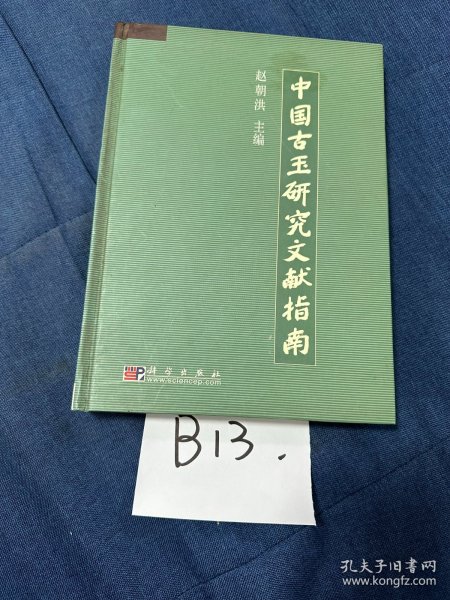 中国古玉研究文献指南
赵朝洪 主编
科学出版社
www.sciencep.com
B13.
孔夫子旧书网
www.kongfz.com